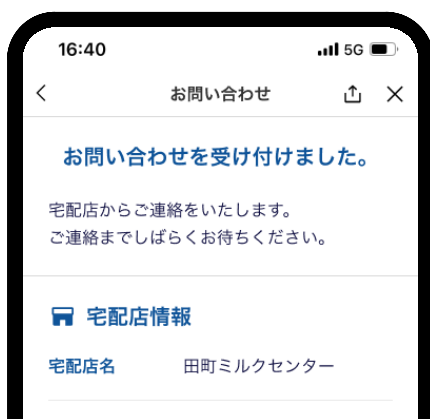 16:40 5G
お問い合わせ
お問い合わせを受け付けました。
宅配店からご連絡をいたします。
ご連絡までしばらくお待ちください。
宅配店情報
宅配店名 田町ミルクセンター